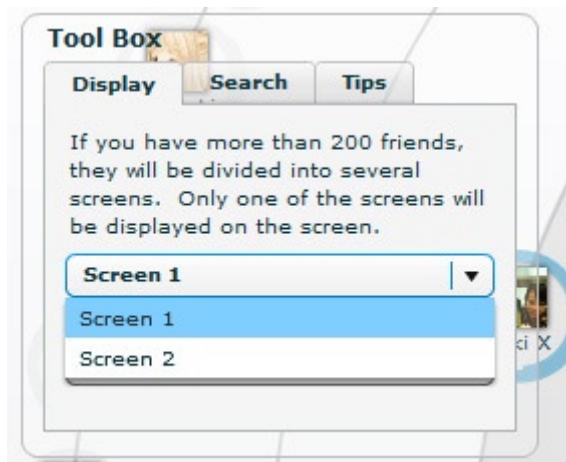 Tool Box
Display Search Tips
If you have more than 200 friends,
they will be divided into several
screens.  Only one of the screens will
be displayed on the screen.
Screen 1
Screen 1
Screen 2
ci X